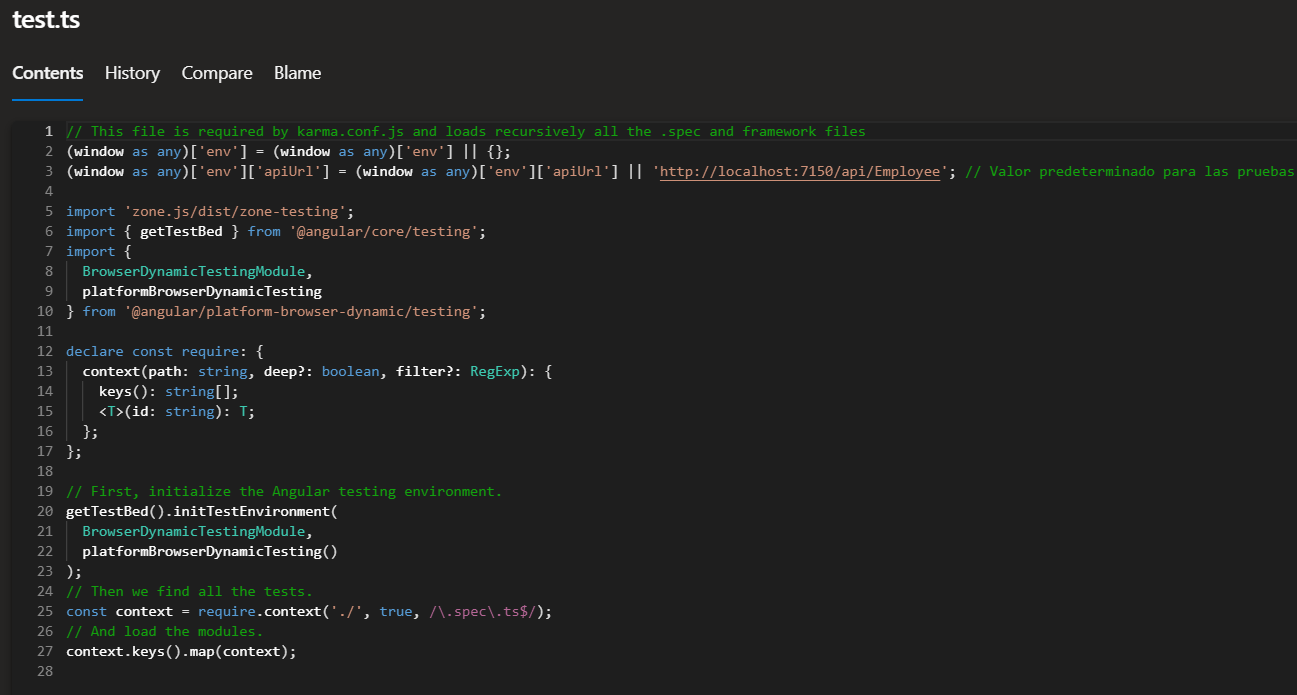 test.ts
Contents History Compare Blame
1 // This file is required by karma.conf.js and loads recursively all the .spec and framework files
2 (window as any)['env'] = (window as any)['env'] || {};
3 (window as any)['env']['apiUrl'] = (window as any)['env']['apiUrl'] || 'http://localhost:7150/api/Employee'; // Valor predeterminado para las pruebas
4
5 import 'zone.js/dist/zone-testing';
6 import { getTestBed } from '@angular/core/testing';
7 import {
8   BrowserDynamicTestingModule,
9   platformBrowserDynamicTesting
10 } from '@angular/platform-browser-dynamic/testing';
11
12 declare const require: {
13   context(path: string, deep?: boolean, filter?: RegExp): {
14     keys(): string[];
15     <T>(id: string): T;
16   };
17 };
18
19 // First, initialize the Angular testing environment.
20 getTestBed().initTestEnvironment(
21   BrowserDynamicTestingModule,
22   platformBrowserDynamicTesting()
23 );
24 // Then we find all the tests.
25 const context = require.context('./', true, /\.spec\.ts$/);
26 // And load the modules.
27 context.keys().map(context);
28